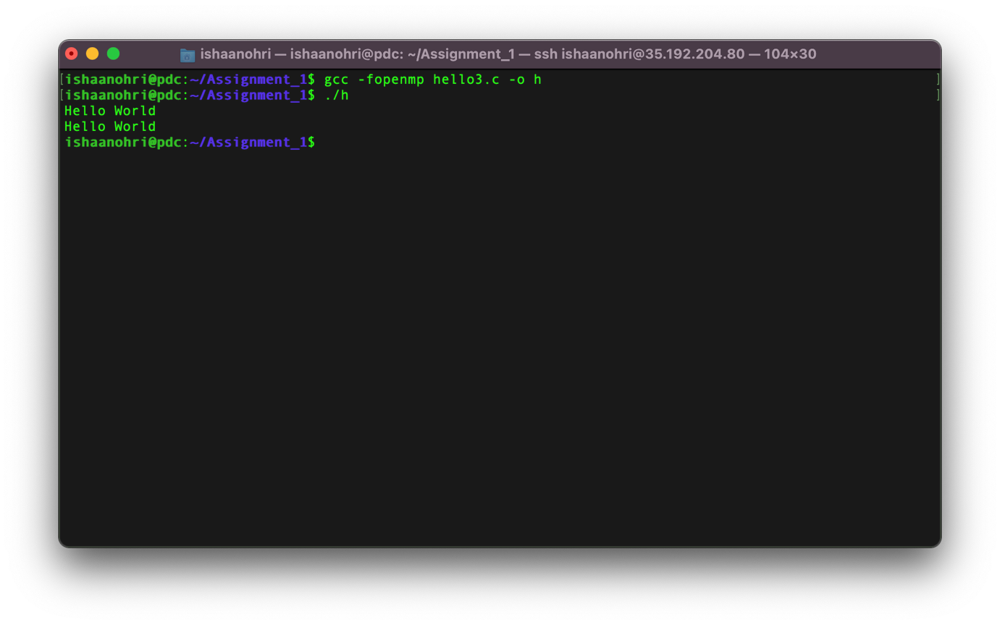 ishaanohri — ishaanohri@pdc: ~/Assignment_1 — ssh ishaanohri@35.192.204.80 — 104×30
[ishaanohri@pdc:~/Assignment_1$ gcc -fopenmp hello3.c -o h ]
[ishaanohri@pdc:~/Assignment_1$ ./h ]
Hello World
Hello World
ishaanohri@pdc:~/Assignment_1$